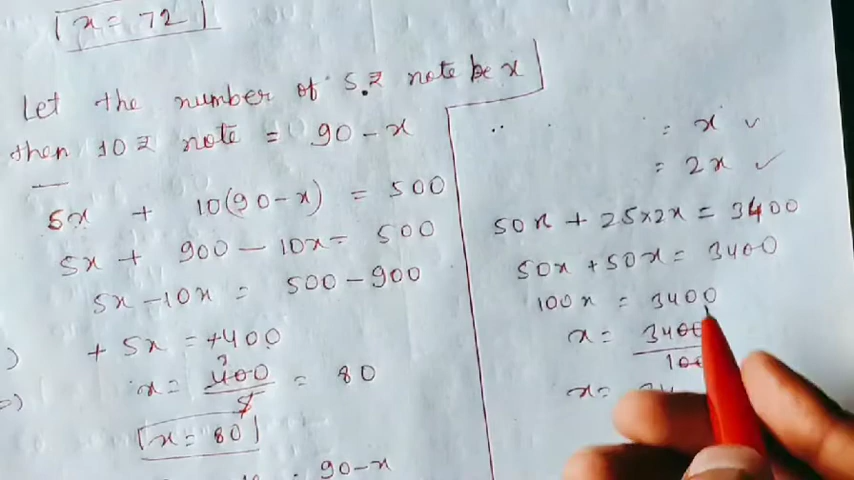 x = 72
Let the number of 5.₹ note be x
then 10₹ note = 90 - x
5x + 10(90-x) = 500
5x + 900 - 10x = 500
5x - 10x = 500 - 900
+ 5x = +400
x = 400/5 = 80
x = 80
90-x
= x ✓
= 2x ✓
50x + 25x2x = 3400
50x + 50x = 3400
100x = 3400
x = 3400/100
x =